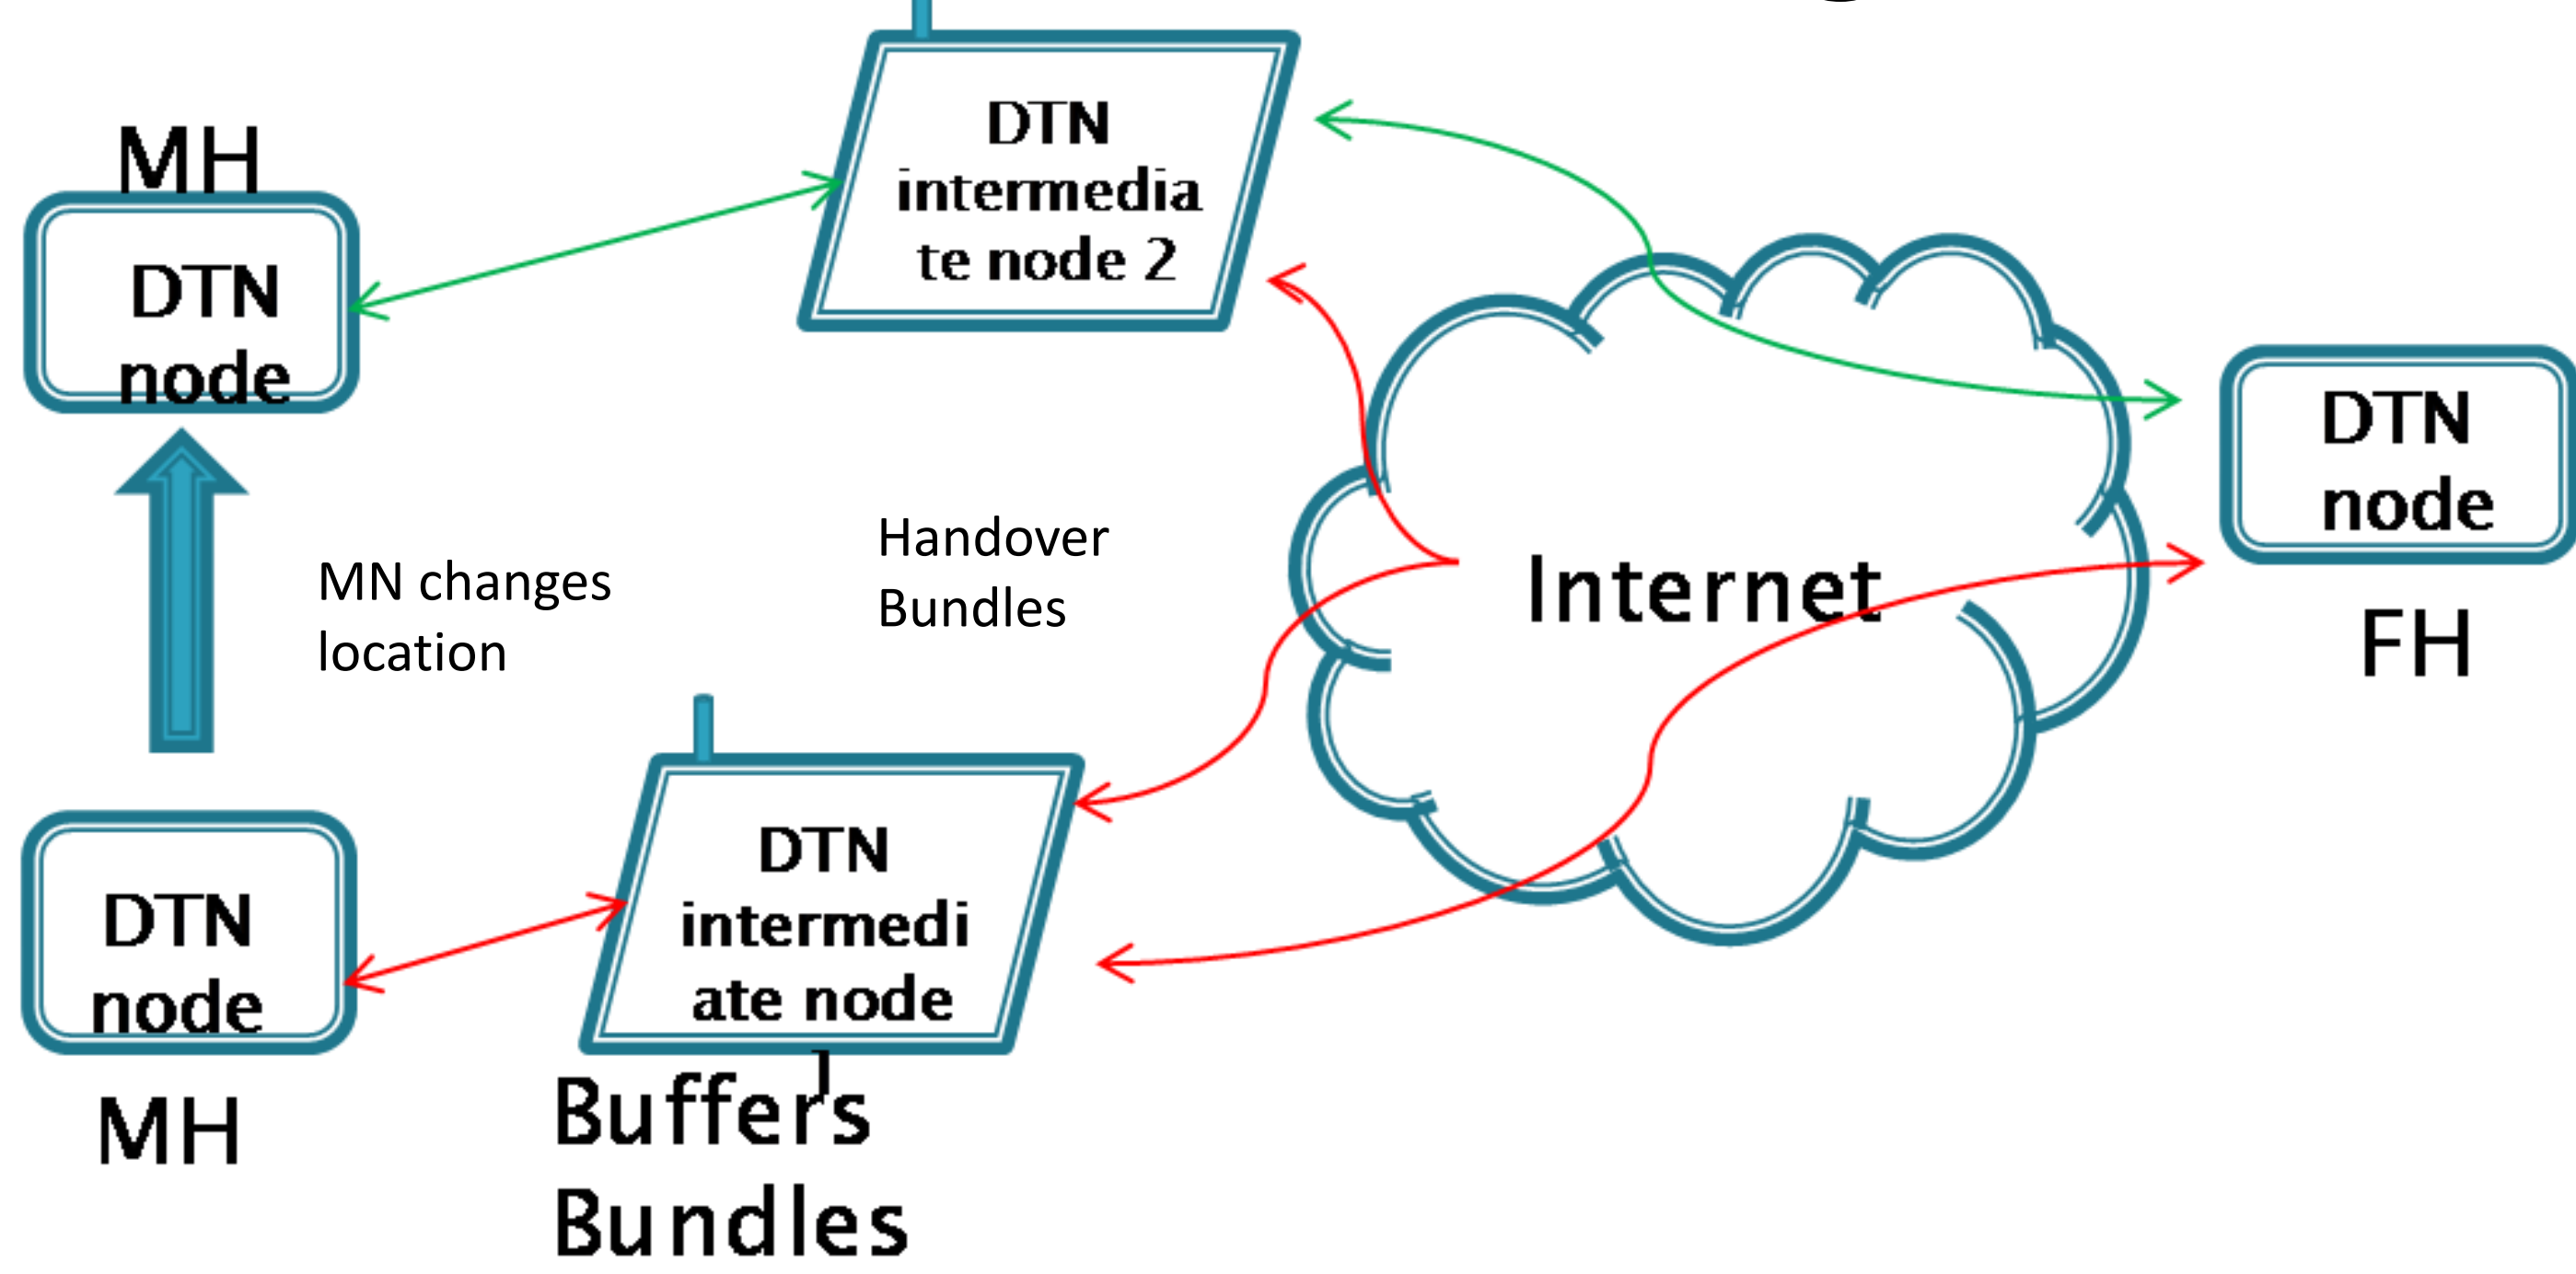 MH
DTN
node
DTN
intermedia
te node 2
DTN
node
FH
Internet
MN changes
location
Handover
Bundles
DTN
node
MH
DTN
intermedi
ate node
1
Buffers
Bundles